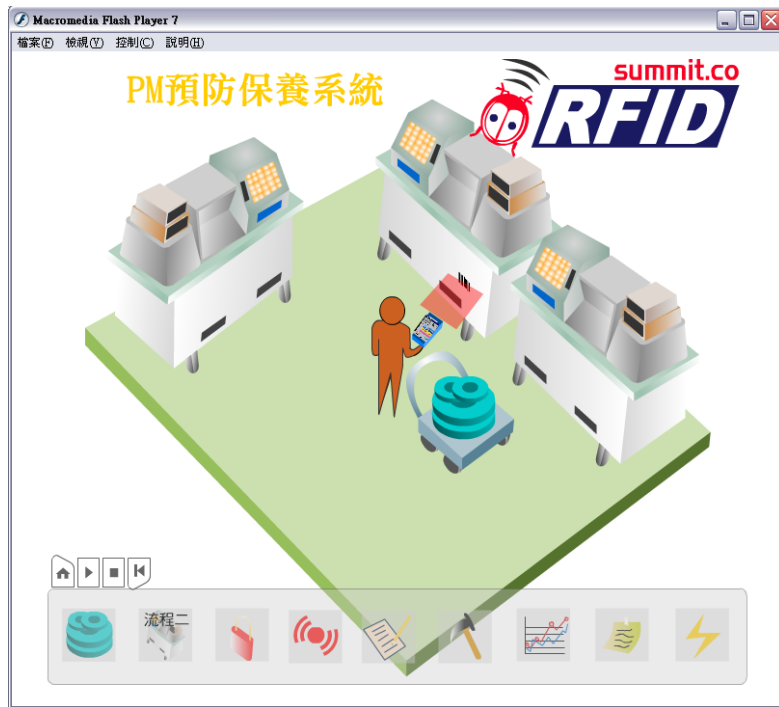 Macromedia Flash Player 7
檔案(F) 檢視(V) 控制(C) 說明(H)
PM預防保養系統
summit.co
RFID
流程二